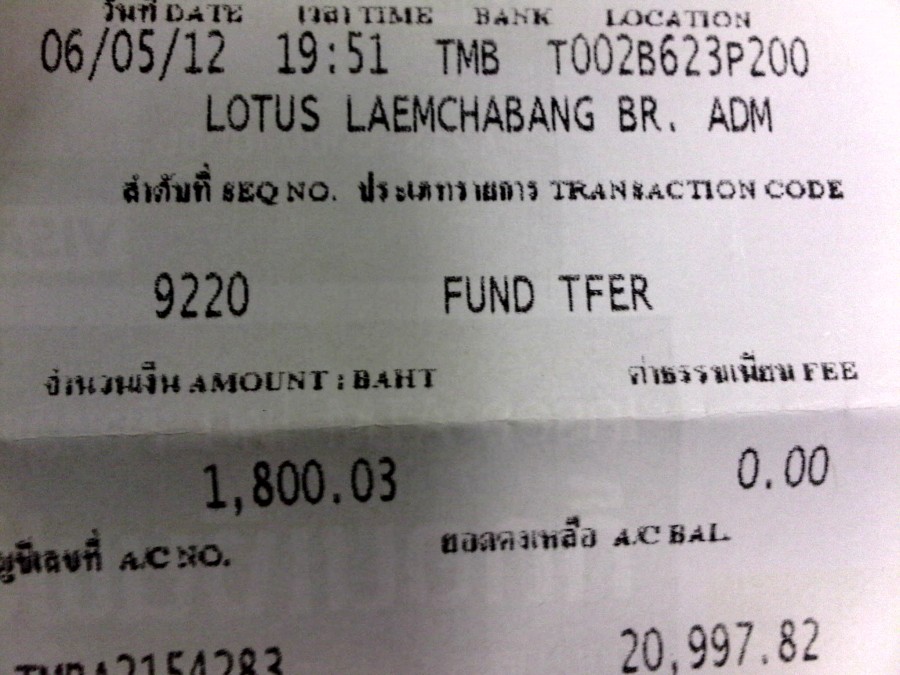 วันที่ DATE เวลา TIME BANK LOCATION
06/05/12 19:51 TMB T002B623P200
LOTUS LAEMCHABANG BR. ADM
ลำดับที่ SEQ NO. ประเภทรายการ TRANSACTION CODE
9220 FUND TFER
จำนวนเงิน AMOUNT : BAHT ค่าธรรมเนียม FEE
1,800.03 0.00
ัญชีเลขที่ A/C NO. ยอดคงเหลือ A/C BAL.
20,997.82